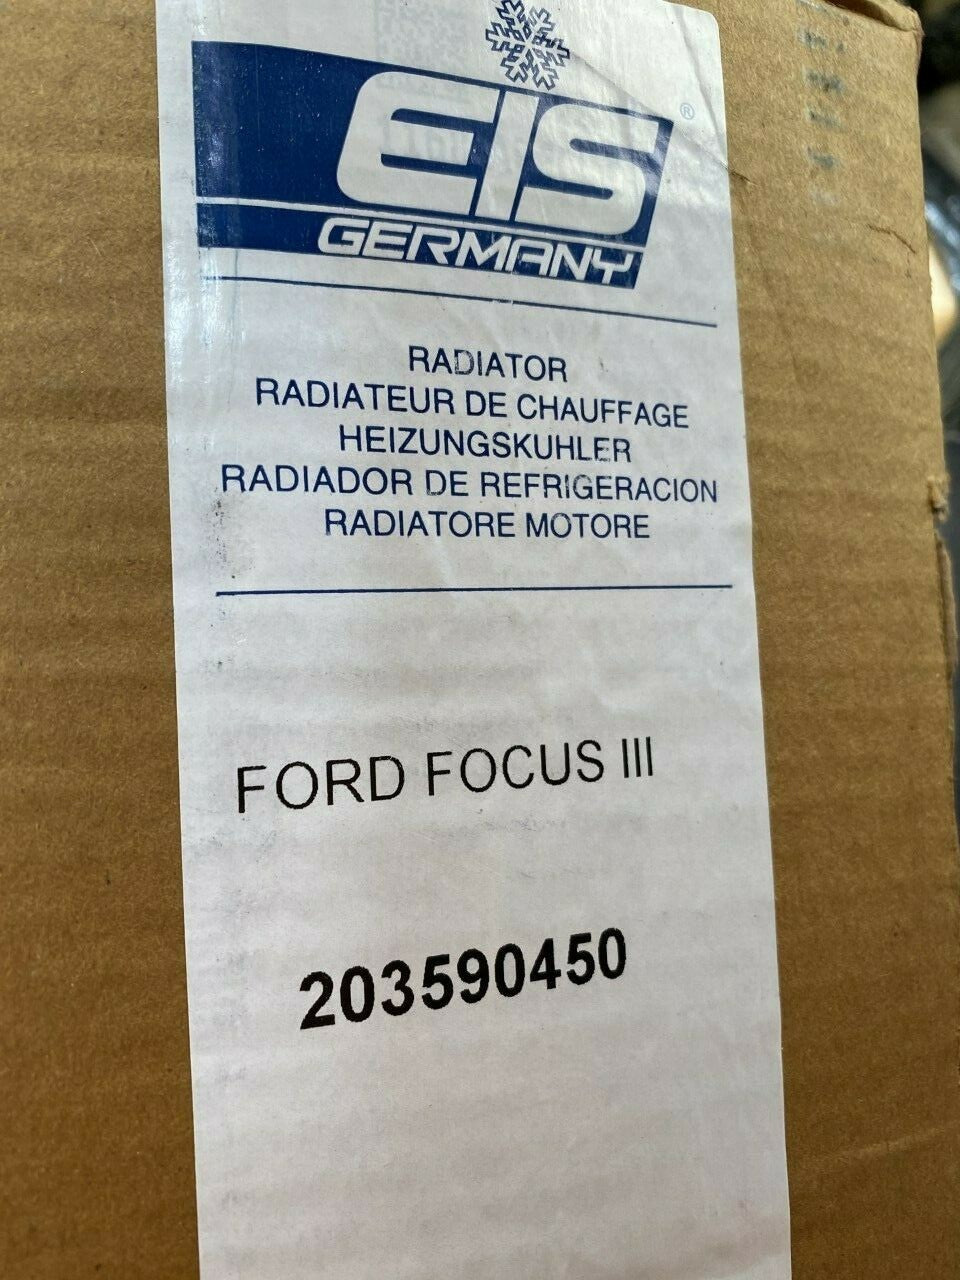 EIS ®
GERMANY
RADIATOR
RADIATEUR DE CHAUFFAGE
HEIZUNGSKUHLER
RADIADOR DE REFRIGERACION
RADIATORE MOTORE
FORD FOCUS III
203590450